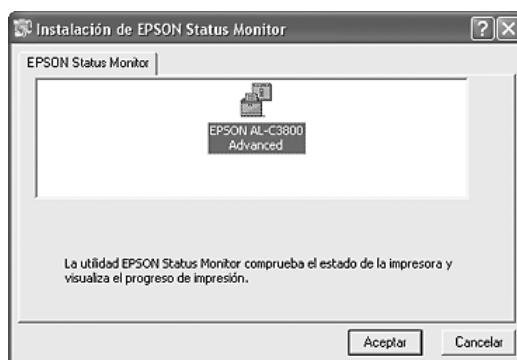 Instalación de EPSON Status Monitor
EPSON Status Monitor
EPSON AL-C3800
Advanced
La utilidad EPSON Status Monitor comprueba el estado de la impresora y
visualiza el progreso de impresión.
Aceptar
Cancelar